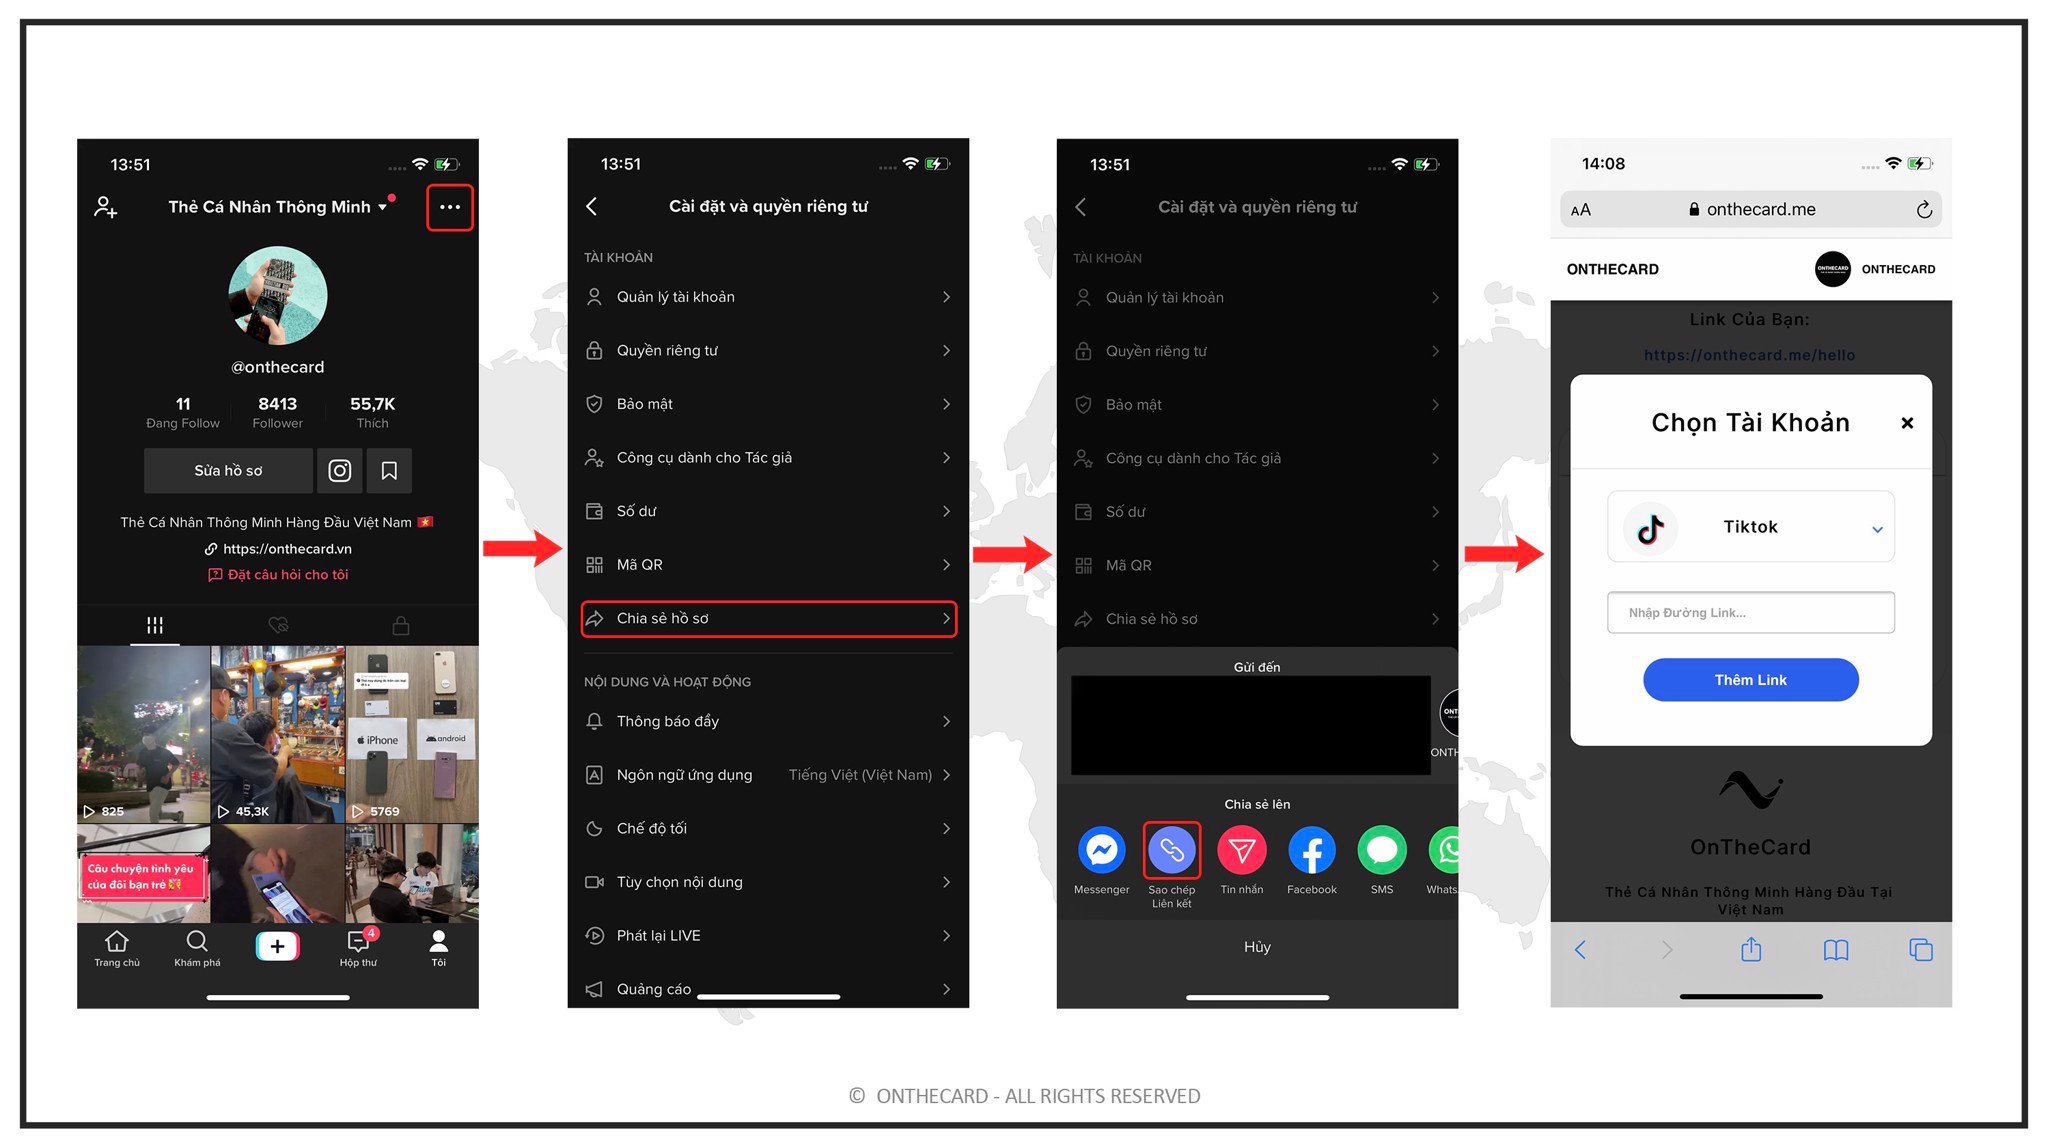 13:51
Thẻ Cá Nhân Thông Minh
@onthecard
11 8413 55,7K
Đang Follow Follower Thích
Sửa hồ sơ
Thẻ Cá Nhân Thông Minh Hàng Đầu Việt Nam 🇻🇳
https://onthecard.vn
Đặt câu hỏi cho tôi
iPhone
android
825
45,3K
5769
Câu chuyện tình yêu
của đôi bạn trẻ
4
Trang chủ
Khám phá
Hộp thư
Tôi
13:51
Cài đặt và quyền riêng tư
TÀI KHOẢN
Quản lý tài khoản
Quyền riêng tư
Bảo mật
Công cụ dành cho Tác giả
Số dư
Mã QR
Chia sẻ hồ sơ
NỘI DUNG VÀ HOẠT ĐỘNG
Thông báo đẩy
Ngôn ngữ ứng dụng Tiếng Việt (Việt Nam)
Chế độ tối
Tùy chọn nội dung
Phát lại LIVE
Quảng cáo
13:51
Cài đặt và quyền riêng tư
TÀI KHOẢN
Quản lý tài khoản
Quyền riêng tư
Bảo mật
Công cụ dành cho Tác giả
Số dư
Mã QR
Chia sẻ hồ sơ
Gửi đến
ONTH
Chia sẻ lên
Messenger
Sao chép
Liên kết
Tin nhắn
Facebook
SMS
Whats
Hủy
14:08
AA onthecard.me
ONTHECARD ONTHECARD ONTHECARD
Link Của Bạn:
https://onthecard.me/hello
Chọn Tài Khoản ×
Tiktok
Nhập Đường Link...
Thêm Link
OnTheCard
Thẻ Cá Nhân Thông Minh Hàng Đầu Tại
Việt Nam
© ONTHECARD - ALL RIGHTS RESERVED